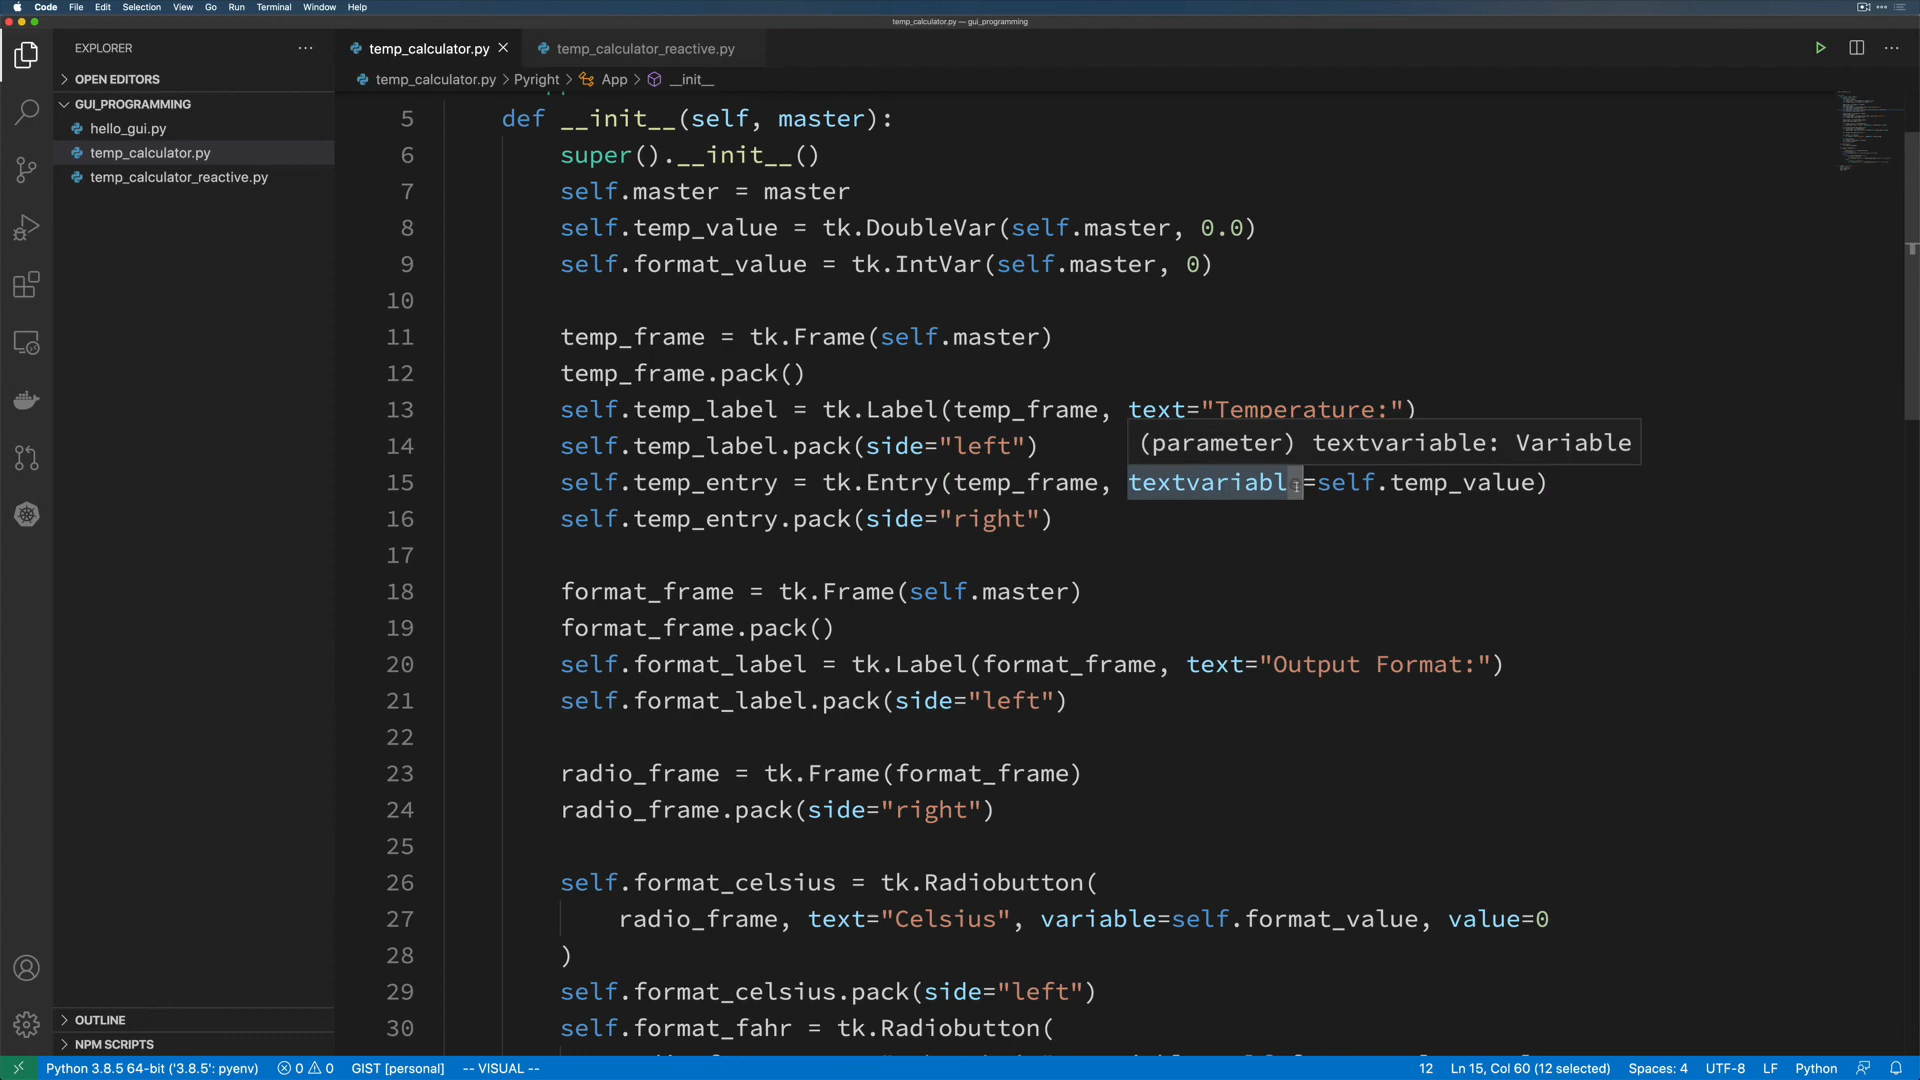 Code File Edit Selection View Go Run Terminal Window Help
temp_calculator.py — gui_programming
EXPLORER
temp_calculator.py
temp_calculator_reactive.py
OPEN EDITORS
temp_calculator.py > Pyright > App > __init__
GUI_PROGRAMMING
hello_gui.py
temp_calculator.py
temp_calculator_reactive.py
5 def __init__(self, master):
6 super().__init__()
7 self.master = master
8 self.temp_value = tk.DoubleVar(self.master, 0.0)
9 self.format_value = tk.IntVar(self.master, 0)
10
11 temp_frame = tk.Frame(self.master)
12 temp_frame.pack()
13 self.temp_label = tk.Label(temp_frame, text="Temperature:")
(parameter) textvariable: Variable
14 self.temp_label.pack(side="left")
15 self.temp_entry = tk.Entry(temp_frame, textvariable=self.temp_value)
16 self.temp_entry.pack(side="right")
17
18 format_frame = tk.Frame(self.master)
19 format_frame.pack()
20 self.format_label = tk.Label(format_frame, text="Output Format:")
21 self.format_label.pack(side="left")
22
23 radio_frame = tk.Frame(format_frame)
24 radio_frame.pack(side="right")
25
26 self.format_celsius = tk.Radiobutton(
27 radio_frame, text="Celsius", variable=self.format_value, value=0
28 )
29 self.format_celsius.pack(side="left")
30 self.format_fahr = tk.Radiobutton(
OUTLINE
NPM SCRIPTS
Python 3.8.5 64-bit ('3.8.5': pyenv) 0 0 GIST [personal] -- VISUAL -- 12 Ln 15, Col 60 (12 selected) Spaces: 4 UTF-8 LF Python